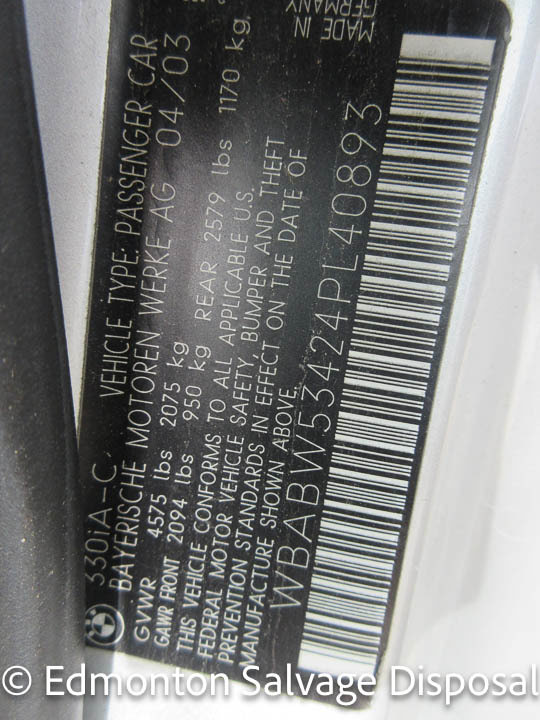 330iA-C VEHICLE TYPE: PASSENGER CAR
BAYERISCHE MOTOREN WERKE AG 04/03
GVWR 4575 lbs 2075 kg
GAWR FRONT 2094 lbs 950 kg REAR 2579 lbs 1170 kg
THIS VEHICLE CONFORMS TO ALL APPLICABLE U.S.
FEDERAL MOTOR VEHICLE SAFETY, BUMPER AND THEFT
PREVENTION STANDARDS IN EFFECT ON THE DATE OF
MANUFACTURE SHOWN ABOVE.
WBABW53424PL40893
MADE IN
GERMANY
© Edmonton Salvage Disposal